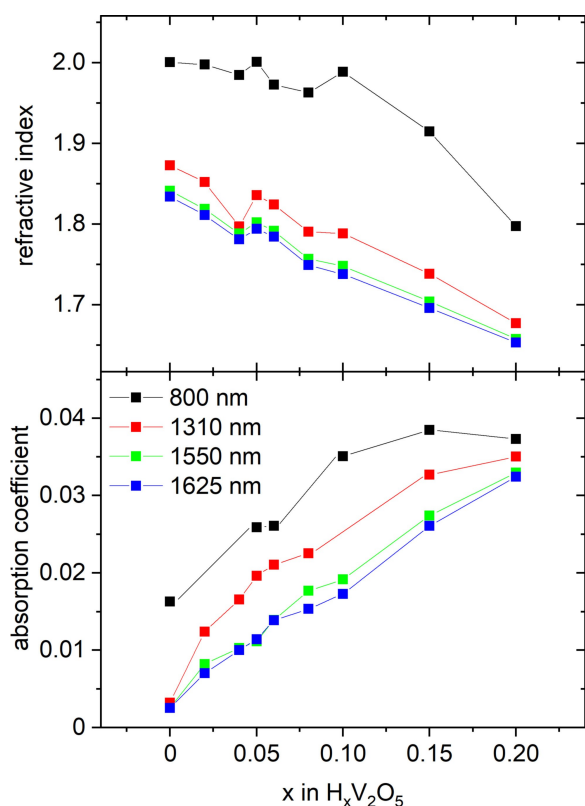 2.0
1.9
1.8
1.7
refractive index
800 nm
1310 nm
1550 nm
1625 nm
0.04
0.03
0.02
0.01
0
absorption coefficient
0 0.05 0.10 0.15 0.20
x in HₓV₂O₅